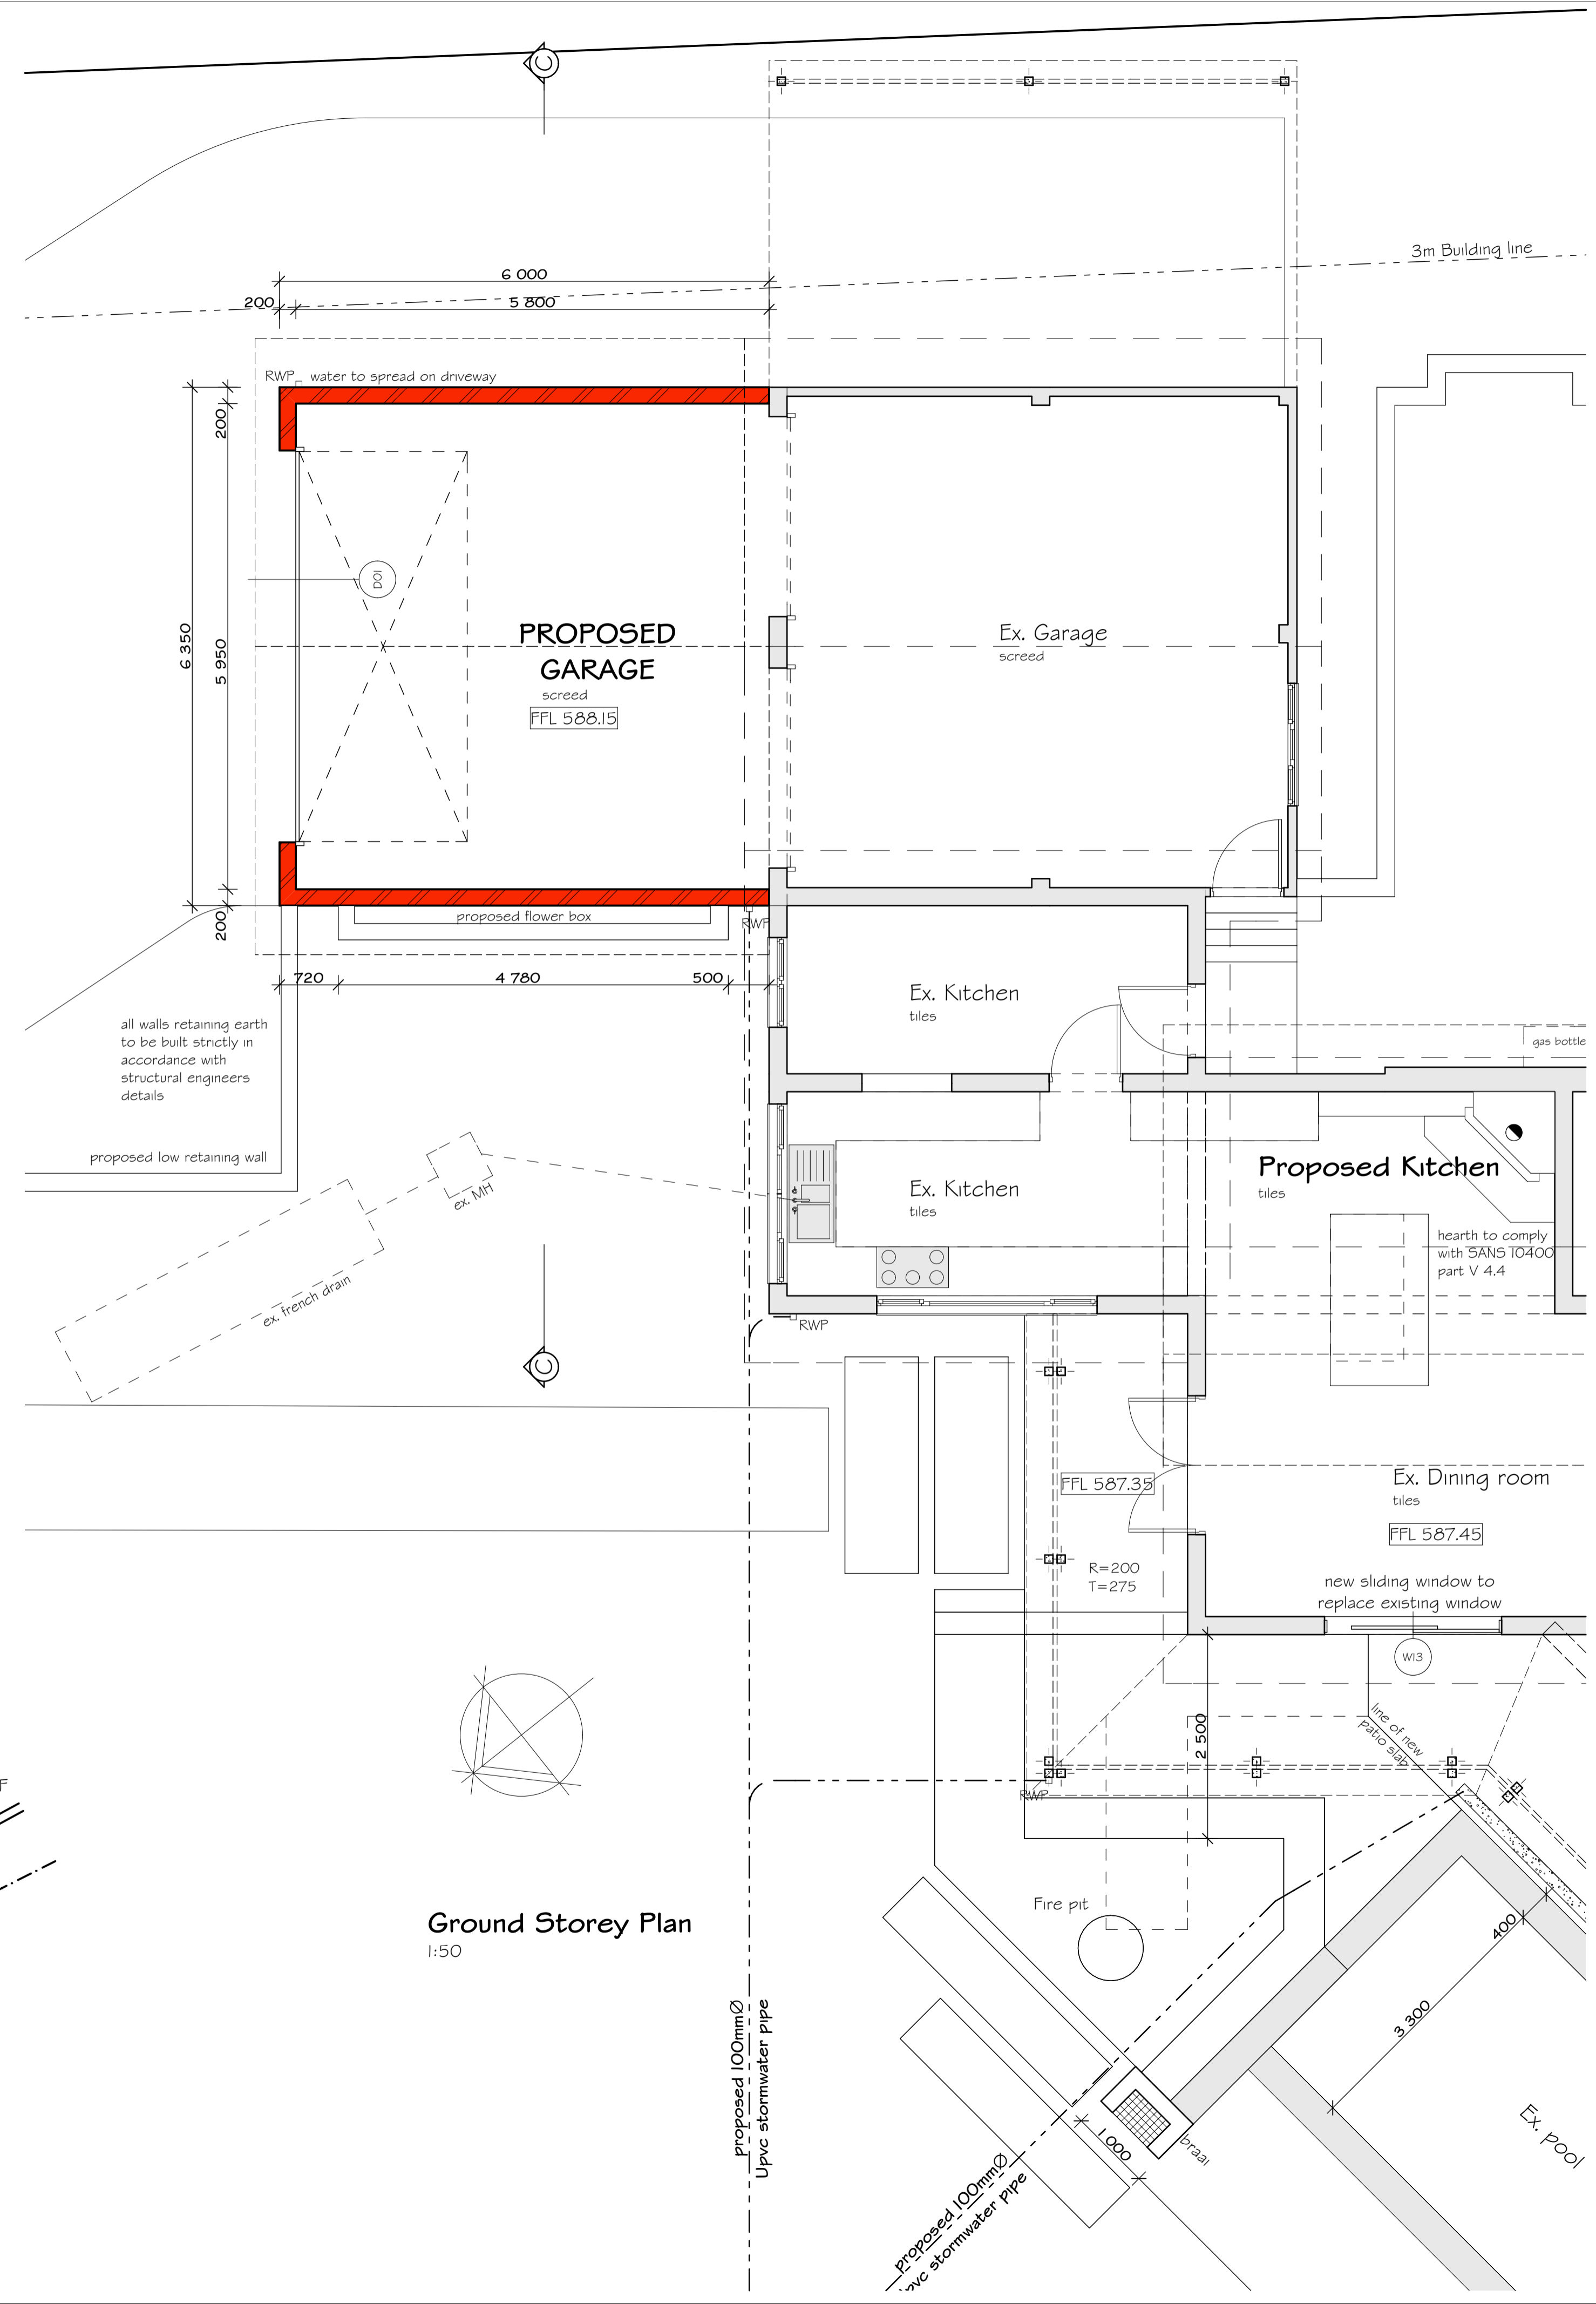 C
3m Building line
6 000
200
5 800
RWP
water to spread on driveway
200
D01
6 350
5 950
PROPOSED
GARAGE
screed
FFL 588.15
Ex. Garage
screed
200
proposed flower box
RWP
720
4 780
500
all walls retaining earth
to be built strictly in
accordance with
structural engineers
details
Ex. Kitchen
tiles
gas bottle
proposed low retaining wall
ex. MH
Ex. Kitchen
tiles
Proposed Kitchen
tiles
hearth to comply
with SANS 10400
part V 4.4
ex. french drain
RWP
C
FFL 587.35
Ex. Dining room
tiles
FFL 587.45
R=200
T=275
new sliding window to
replace existing window
W13
line of new
patio slab
2 500
RWP
F
Fire pit
Ground Storey Plan
1:50
400
3 300
proposed 100mmØ
Upvc stormwater pipe
1 000
braai
Ex. pool
proposed 100mmØ
Upvc stormwater pipe